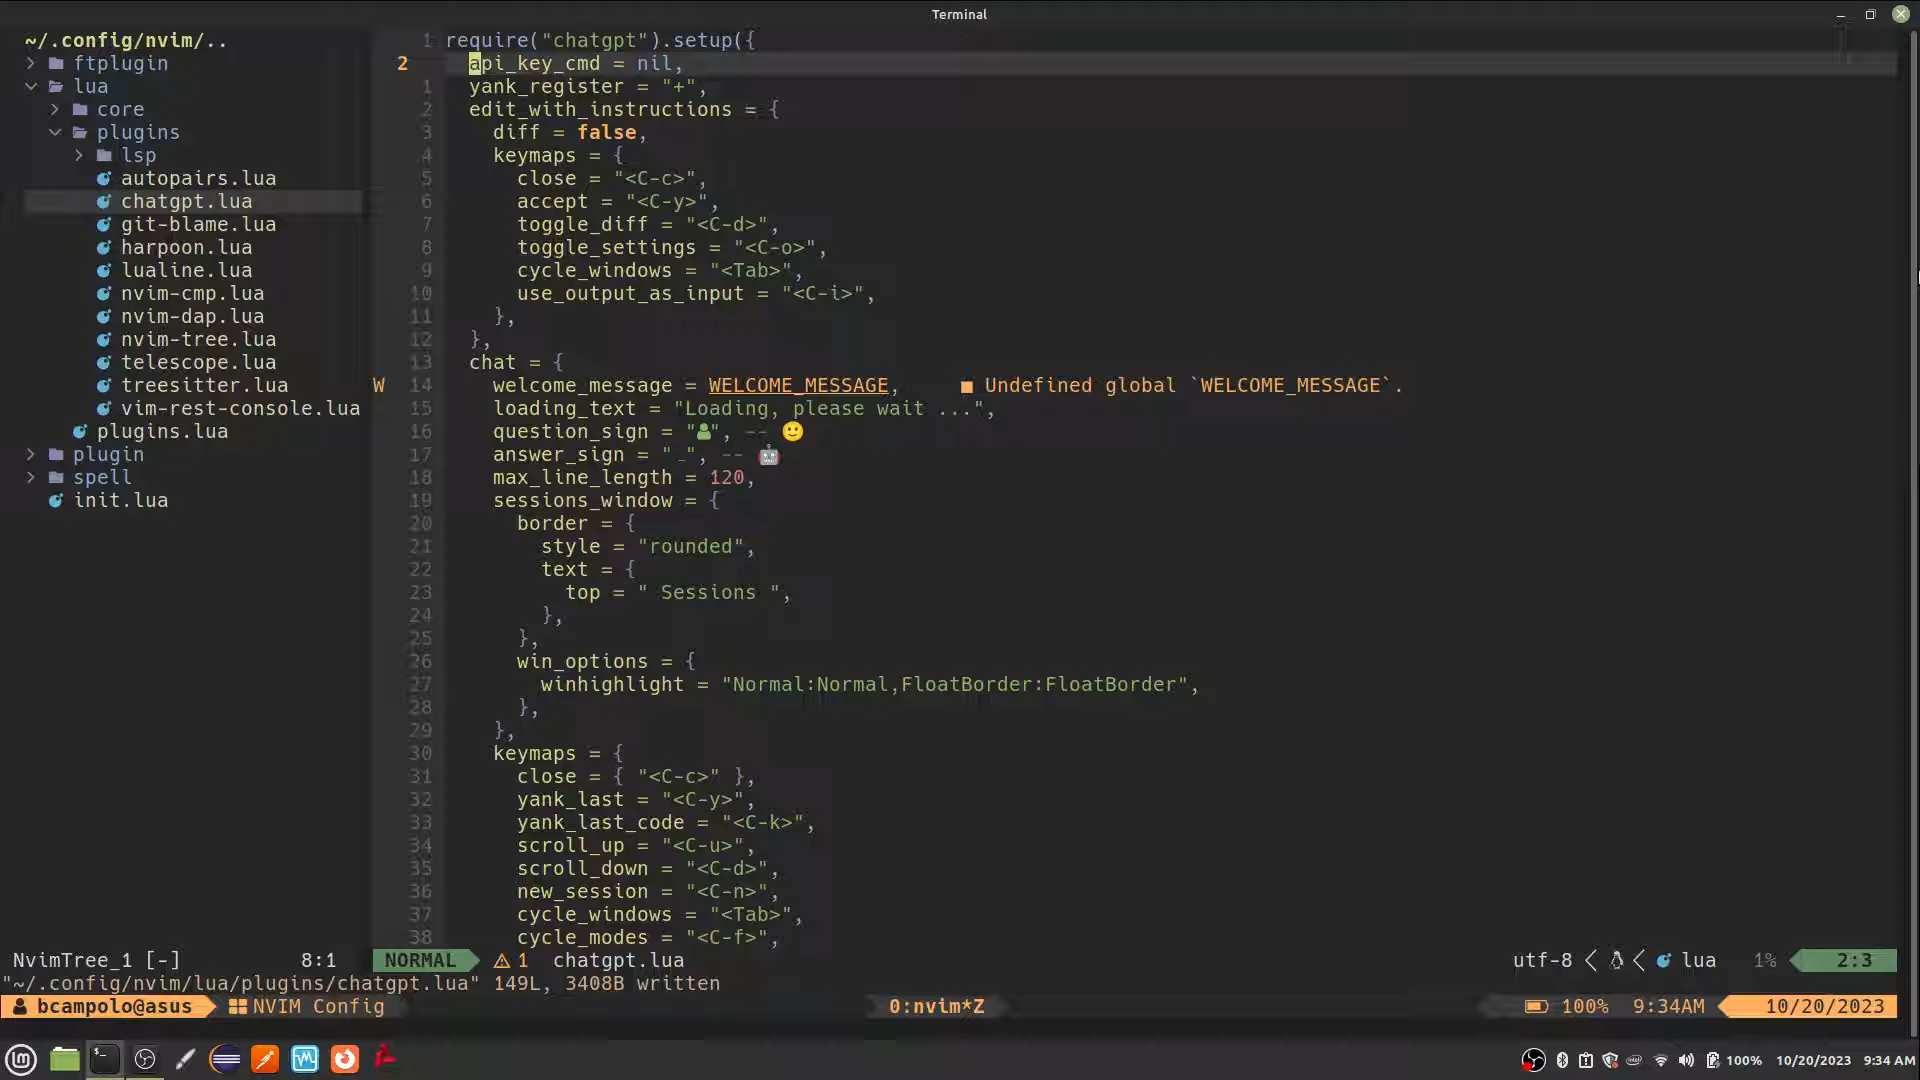 Terminal
~/.config/nvim/..
ftplugin
lua
core
plugins
lsp
autopairs.lua
chatgpt.lua
git-blame.lua
harpoon.lua
lualine.lua
nvim-cmp.lua
nvim-dap.lua
nvim-tree.lua
telescope.lua
treesitter.lua
vim-rest-console.lua
plugins.lua
plugin
spell
init.lua
1 require("chatgpt").setup({
2 api_key_cmd = nil,
1 yank_register = "+",
2 edit_with_instructions = {
3 diff = false,
4 keymaps = {
5 close = "<C-c>",
6 accept = "<C-y>",
7 toggle_diff = "<C-d>",
8 toggle_settings = "<C-o>",
9 cycle_windows = "<Tab>",
10 use_output_as_input = "<C-i>",
11 },
12 },
13 chat = {
W 14 welcome_message = WELCOME_MESSAGE, ■ Undefined global `WELCOME_MESSAGE`.
15 loading_text = "Loading, please wait ...",
16 question_sign = "", -- 🙂
17 answer_sign = "", -- 🤖
18 max_line_length = 120,
19 sessions_window = {
20 border = {
21 style = "rounded",
22 text = {
23 top = " Sessions ",
24 },
25 },
26 win_options = {
27 winhighlight = "Normal:Normal,FloatBorder:FloatBorder",
28 },
29 },
30 keymaps = {
31 close = { "<C-c>" },
32 yank_last = "<C-y>",
33 yank_last_code = "<C-k>",
34 scroll_up = "<C-u>",
35 scroll_down = "<C-d>",
36 new_session = "<C-n>",
37 cycle_windows = "<Tab>",
38 cycle_modes = "<C-f>",
NvimTree_1 [-] 8:1 NORMAL ⚠ 1 chatgpt.lua utf-8 < < lua 1% 2:3
"~/.config/nvim/lua/plugins/chatgpt.lua" 149L, 3408B written
bcampolo@asus NVIM Config 0:nvim*Z 100% 9:34AM 10/20/2023
100% 10/20/2023 9:34 AM